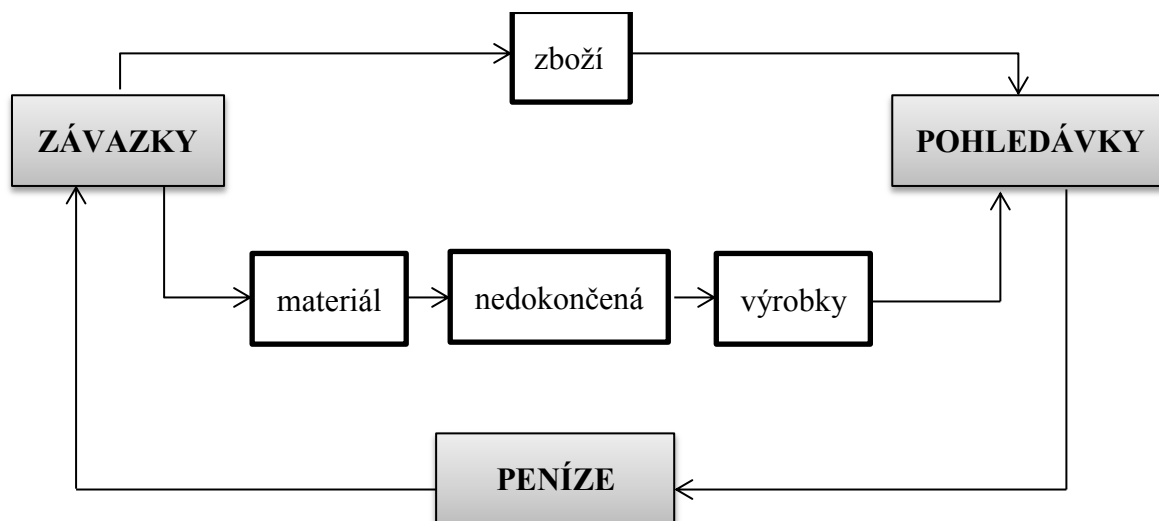 zboží
ZÁVAZKY
POHLEDÁVKY
materiál
nedokončená
výrobky
PENÍZE